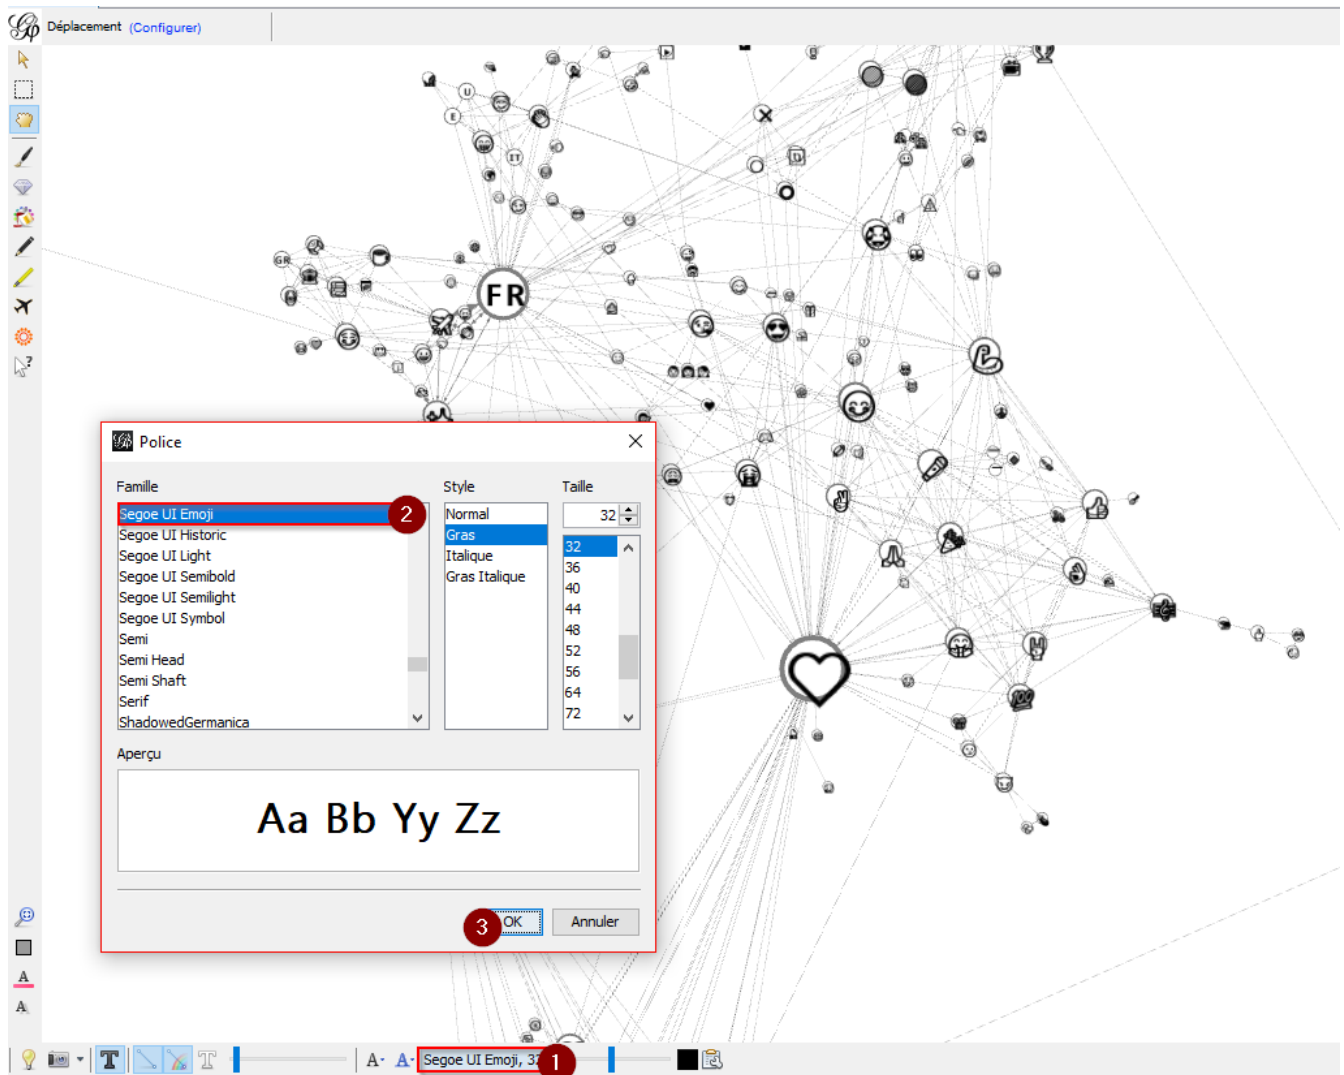 Déplacement (Configurer)
U
E
IT
GR
FR
Police
Famille
Style
Taille
Segoe UI Emoji
2
Normal
32
Segoe UI Historic
Gras
32
Segoe UI Light
Italique
36
Segoe UI Semibold
Gras Italique
40
Segoe UI Semilight
44
Segoe UI Symbol
48
Semi
52
Semi Head
56
Semi Shaft
64
Serif
72
ShadowedGermanica
100
Aperçu
Aa Bb Yy Zz
3
OK
Annuler
A
A
T
T
A
A
Segoe UI Emoji, 32
1